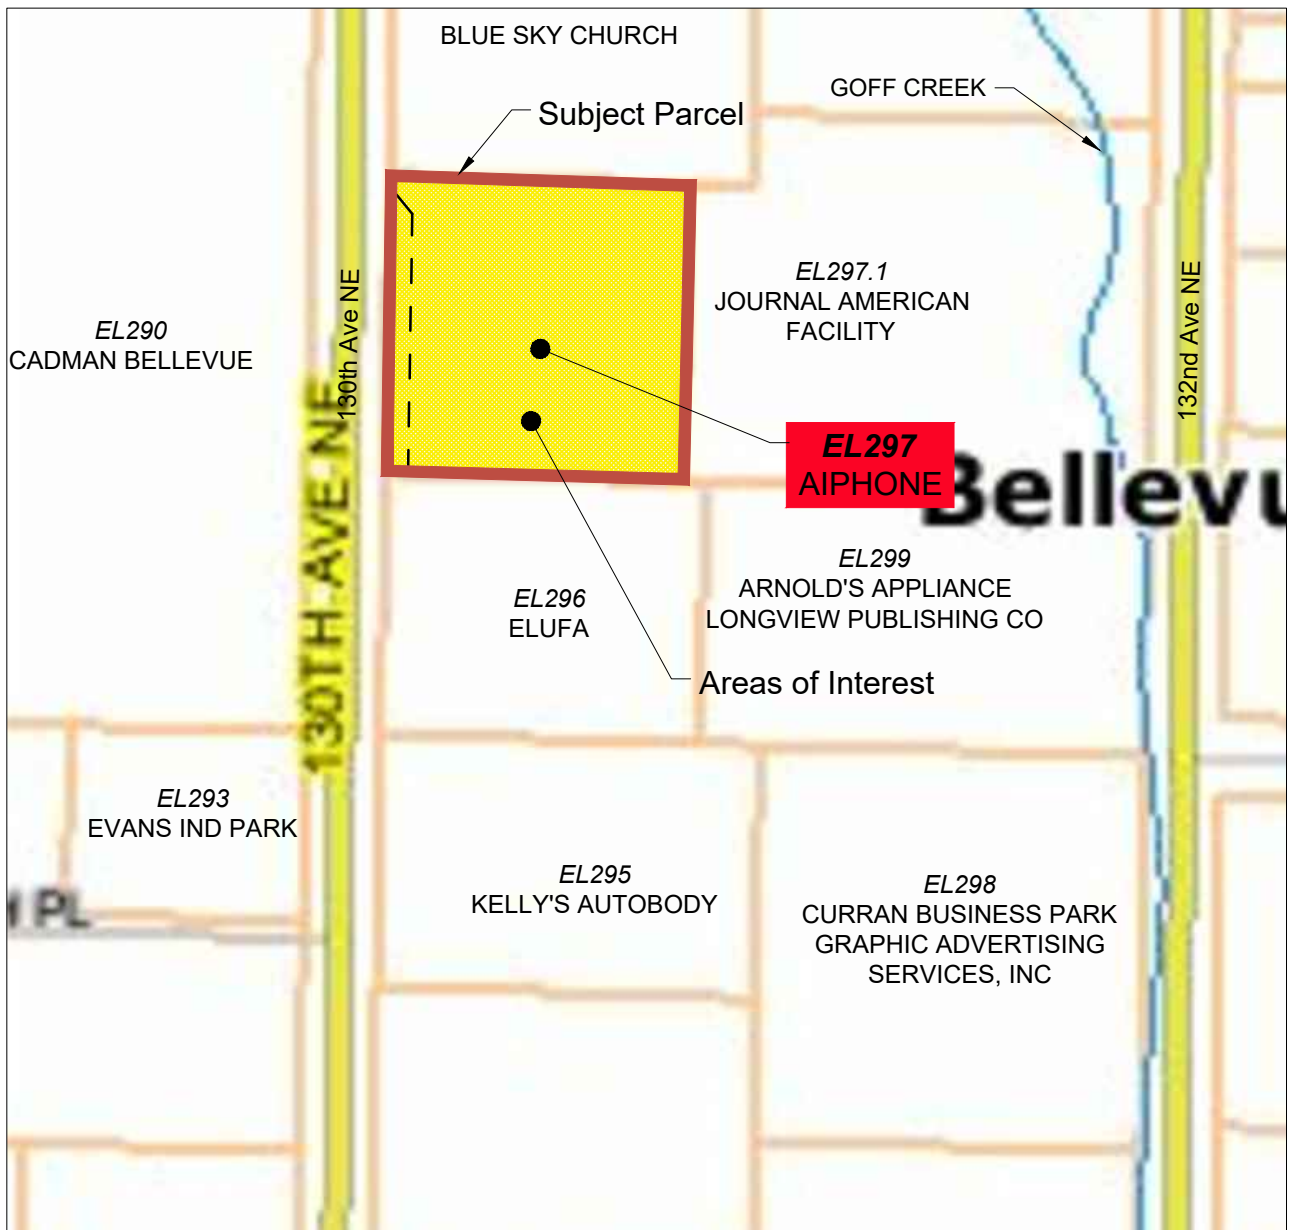 BLUE SKY CHURCH
GOFF CREEK
Subject Parcel
EL297.1
JOURNAL AMERICAN
FACILITY
130th Ave NE
132nd Ave NE
EL290
CADMAN BELLEVUE
130TH AVE NE
EL297
AIPHONE
Bellevu
EL299
ARNOLD'S APPLIANCE
LONGVIEW PUBLISHING CO
EL296
ELUFA
Areas of Interest
EL293
EVANS IND PARK
EL295
KELLY'S AUTOBODY
EL298
CURRAN BUSINESS PARK
GRAPHIC ADVERTISING
SERVICES, INC
PL